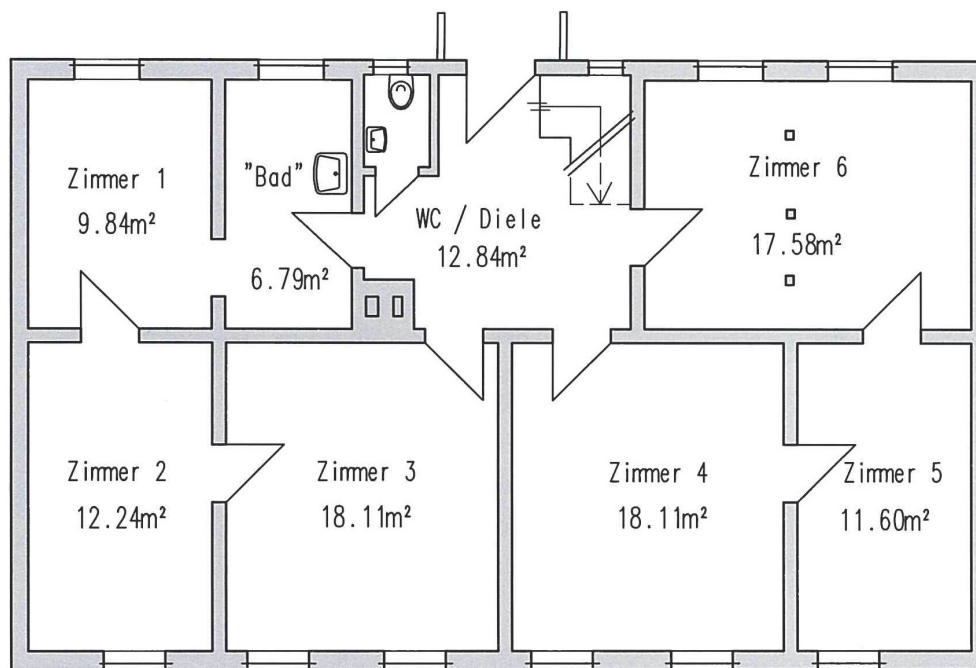 Zimmer 1
9.84m²
"Bad"
6.79m²
WC / Diele
12.84m²
Zimmer 6
17.58m²
Zimmer 2
12.24m²
Zimmer 3
18.11m²
Zimmer 4
18.11m²
Zimmer 5
11.60m²